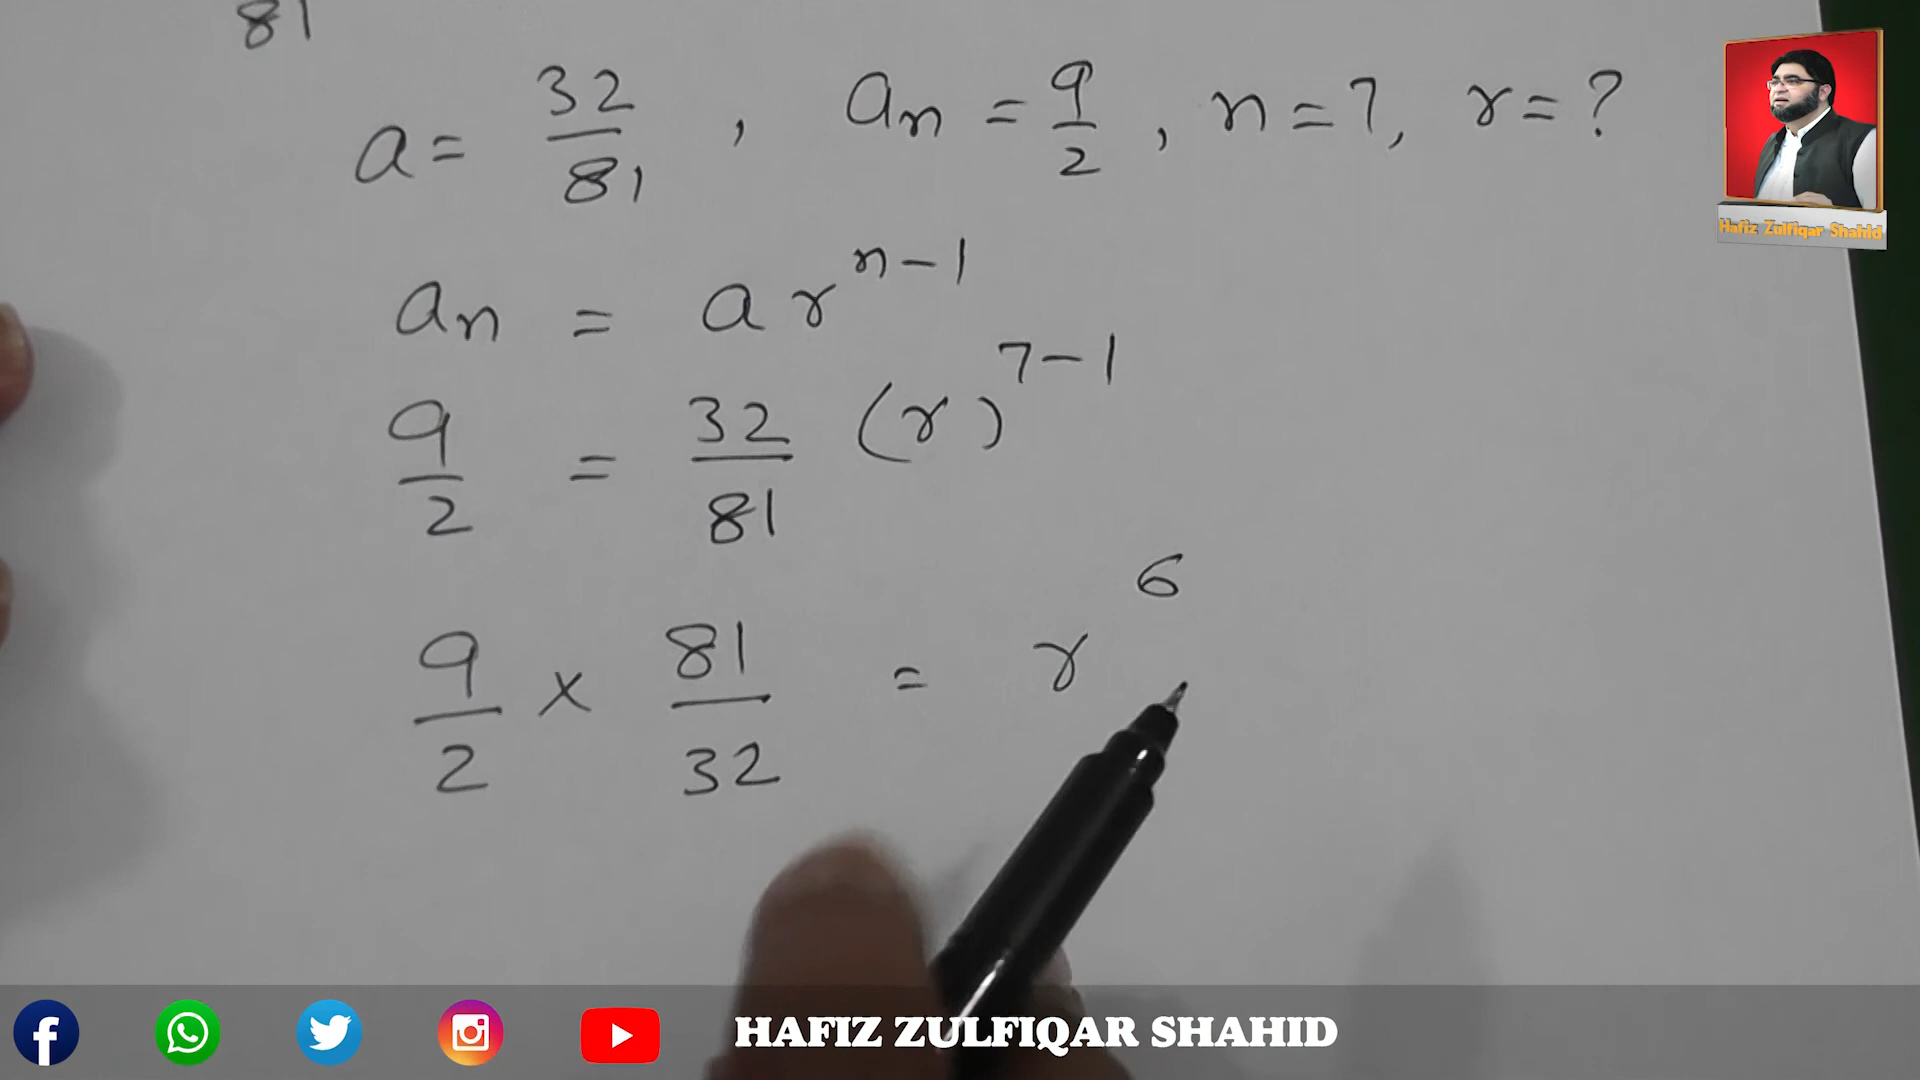 81
a = 32/81 , an = 9/2 , n = 7, r = ?
Hafiz Zulfiqar Shahid
an = a r^n-1
9/2 = 32/81 (r)^7-1
9/2 × 81/32 = r^6
HAFIZ ZULFIQAR SHAHID